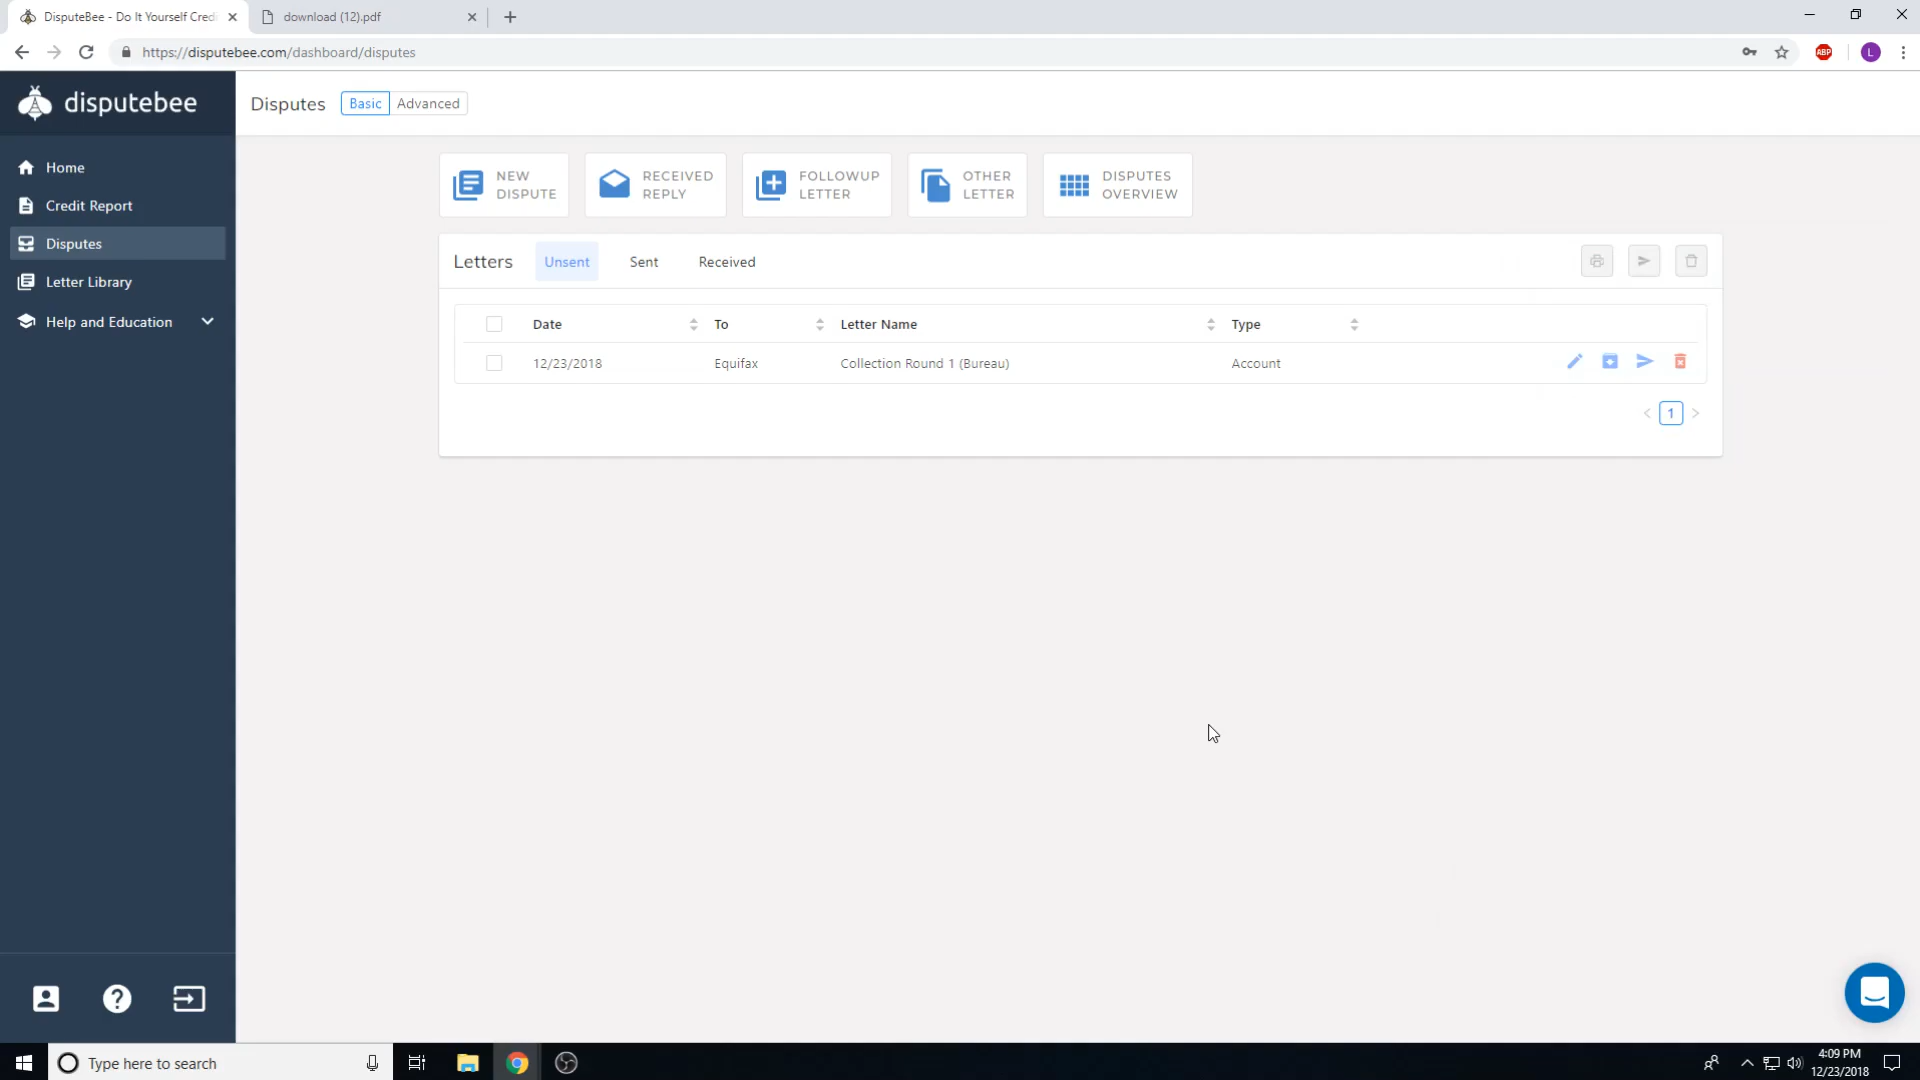 DisputeBee - Do It Yourself Credi
download (12).pdf
https://disputebee.com/dashboard/disputes
ABP
L
disputebee
Disputes
Basic
Advanced
Home
Credit Report
Disputes
Letter Library
Help and Education
NEW
DISPUTE
RECEIVED
REPLY
FOLLOWUP
LETTER
OTHER
LETTER
DISPUTES
OVERVIEW
Letters
Unsent
Sent
Received
Date
To
Letter Name
Type
12/23/2018
Equifax
Collection Round 1 (Bureau)
Account
1
Type here to search
4:09 PM
12/23/2018